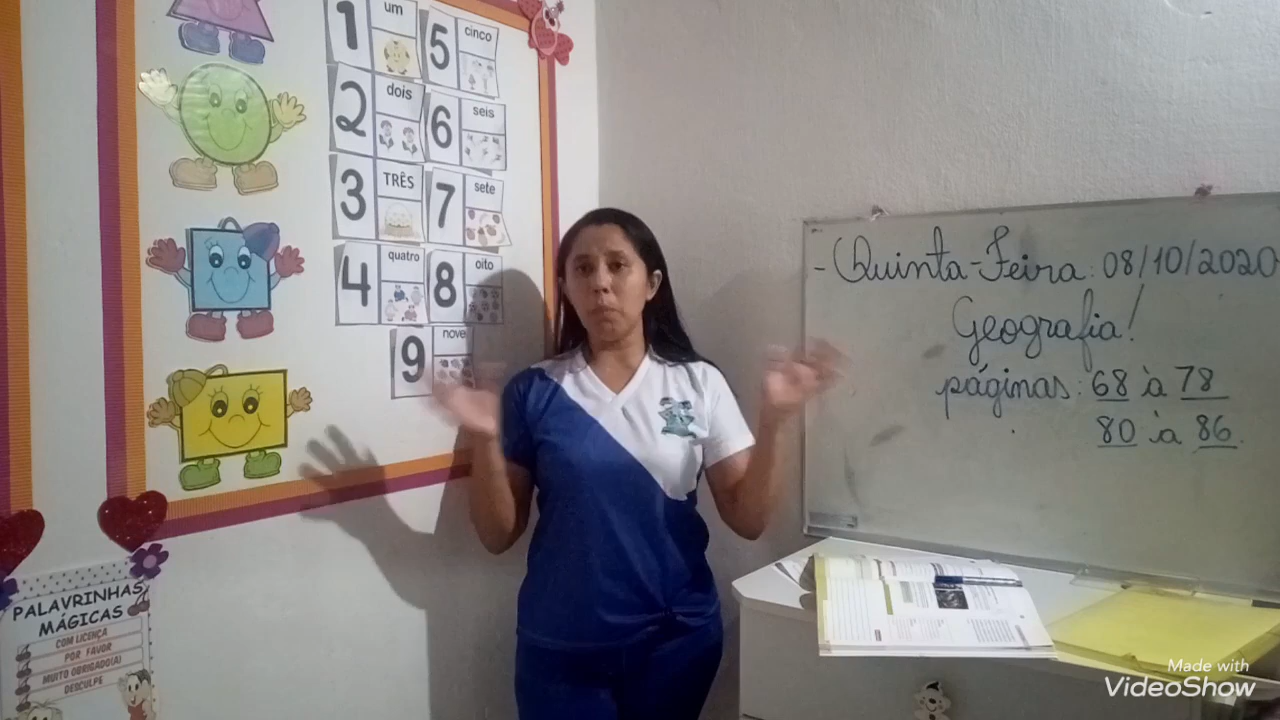 1 um
2 dois
3 TRÊS
4 quatro
5 cinco
6 seis
7 sete
8 oito
9 nove
PALAVRINHAS
MÁGICAS
COM LICENÇA
POR FAVOR
MUITO OBRIGADO(A)
DESCULPE
- Quinta-Feira: 08/10/2020
Geografia!
páginas: 68 à 78
80 à 86.
Made with
VideoShow